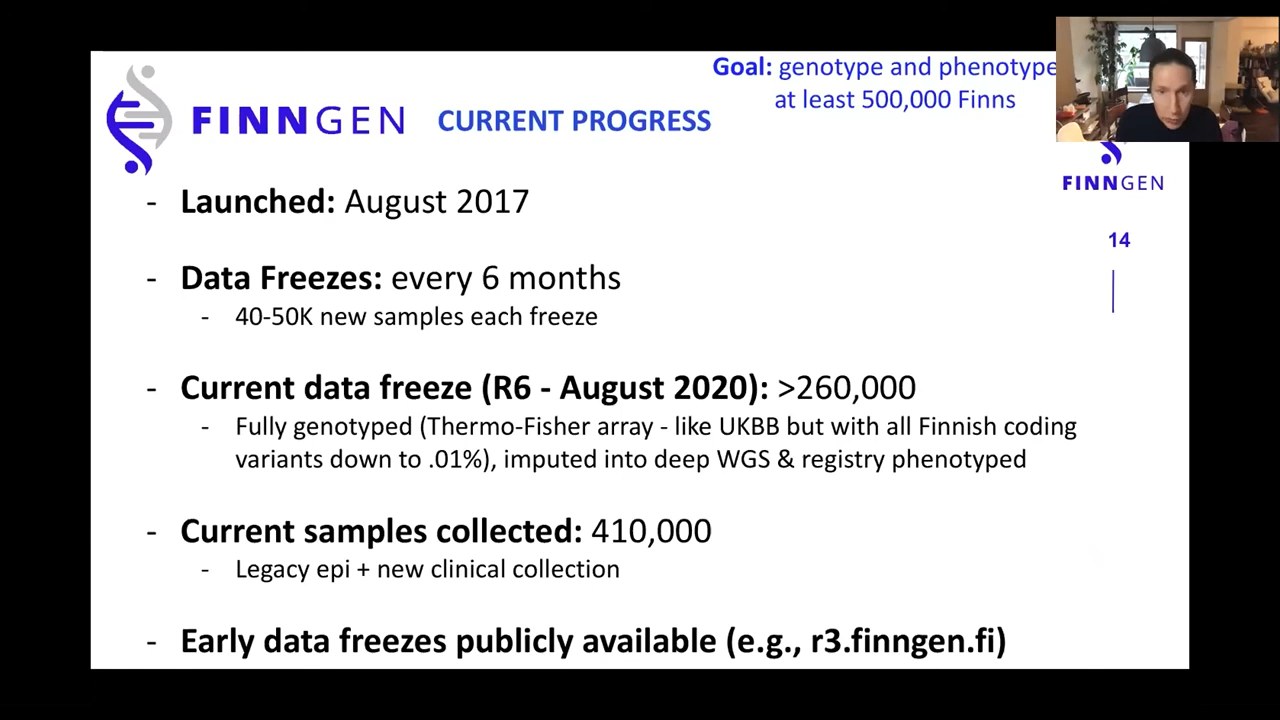 Goal: genotype and phenotype
at least 500,000 Finns
FINNGEN CURRENT PROGRESS
FINNGEN
14
- Launched: August 2017
- Data Freezes: every 6 months
- 40-50K new samples each freeze
- Current data freeze (R6 - August 2020): >260,000
- Fully genotyped (Thermo-Fisher array - like UKBB but with all Finnish coding
variants down to .01%), imputed into deep WGS & registry phenotyped
- Current samples collected: 410,000
- Legacy epi + new clinical collection
- Early data freezes publicly available (e.g., r3.finngen.fi)